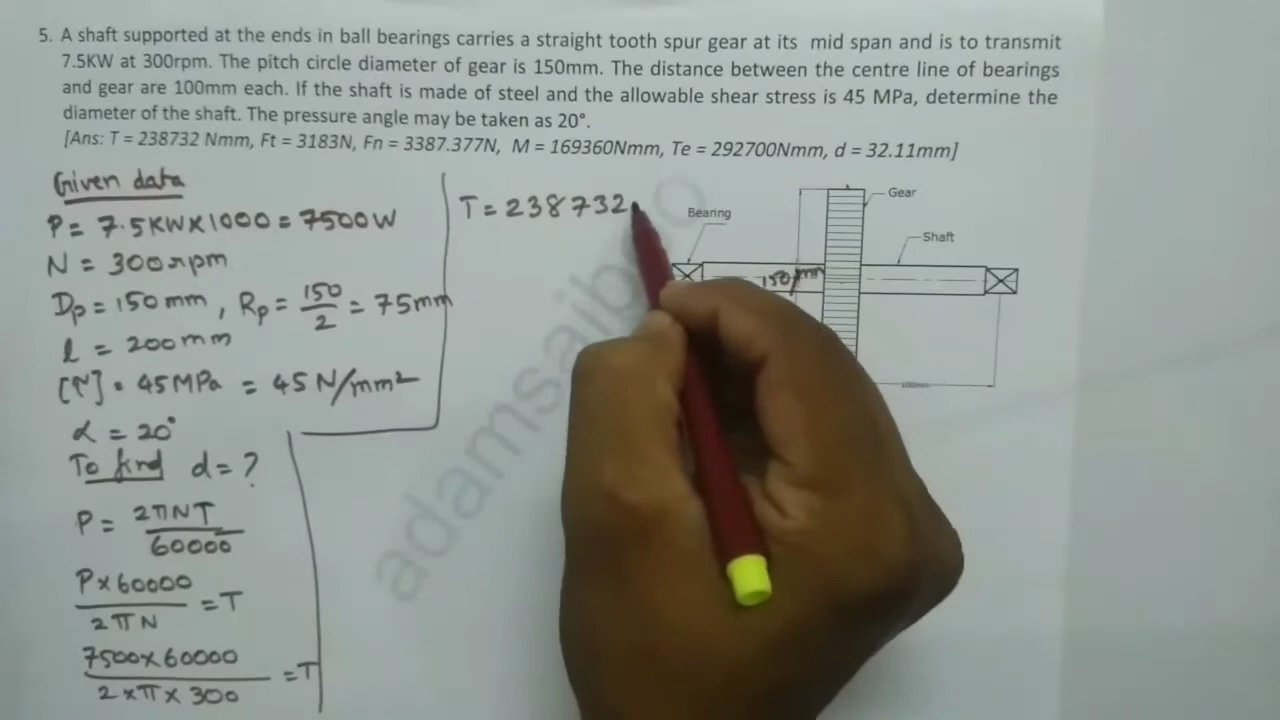 5. A shaft supported at the ends in ball bearings carries a straight tooth spur gear at its mid span and is to transmit
7.5KW at 300rpm. The pitch circle diameter of gear is 150mm. The distance between the centre line of bearings
and gear are 100mm each. If the shaft is made of steel and the allowable shear stress is 45 MPa, determine the
diameter of the shaft. The pressure angle may be taken as 20°.
[Ans: T = 238732 Nmm, Ft = 3183N, Fn = 3387.377N, M = 169360Nmm, Te = 292700Nmm, d = 32.11mm]
Given data
P = 7.5KW×1000 = 7500W
N = 300rpm
Dp = 150mm, Rp = 150/2 = 75mm
l = 200mm
[τ] = 45MPa = 45N/mm²
α = 20°
To find d = ?
P = 2πNT/60000
P×60000/2πN = T
7500×60000/2×π×300 = T
T = 238732
Gear
Bearing
Shaft
150mm
100mm
adamsaibno